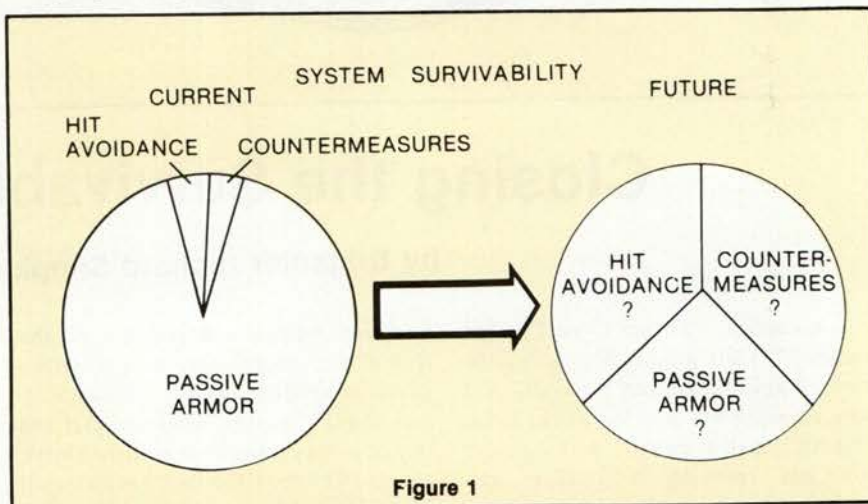 SYSTEM SURVIVABILITY
CURRENT
FUTURE
HIT
AVOIDANCE
COUNTERMEASURES
PASSIVE
ARMOR
HIT
AVOIDANCE
?
COUNTER-
MEASURES
?
PASSIVE
ARMOR
?
Figure 1